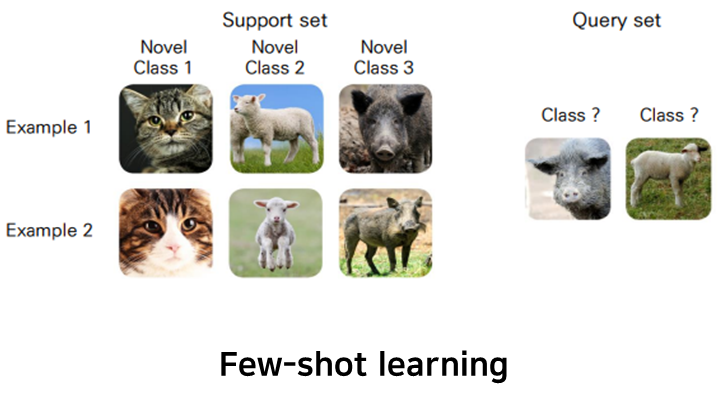 Support set
Query set
Novel
Class 1
Novel
Class 2
Novel
Class 3
Example 1
Class ?
Class ?
Example 2
Few-shot learning